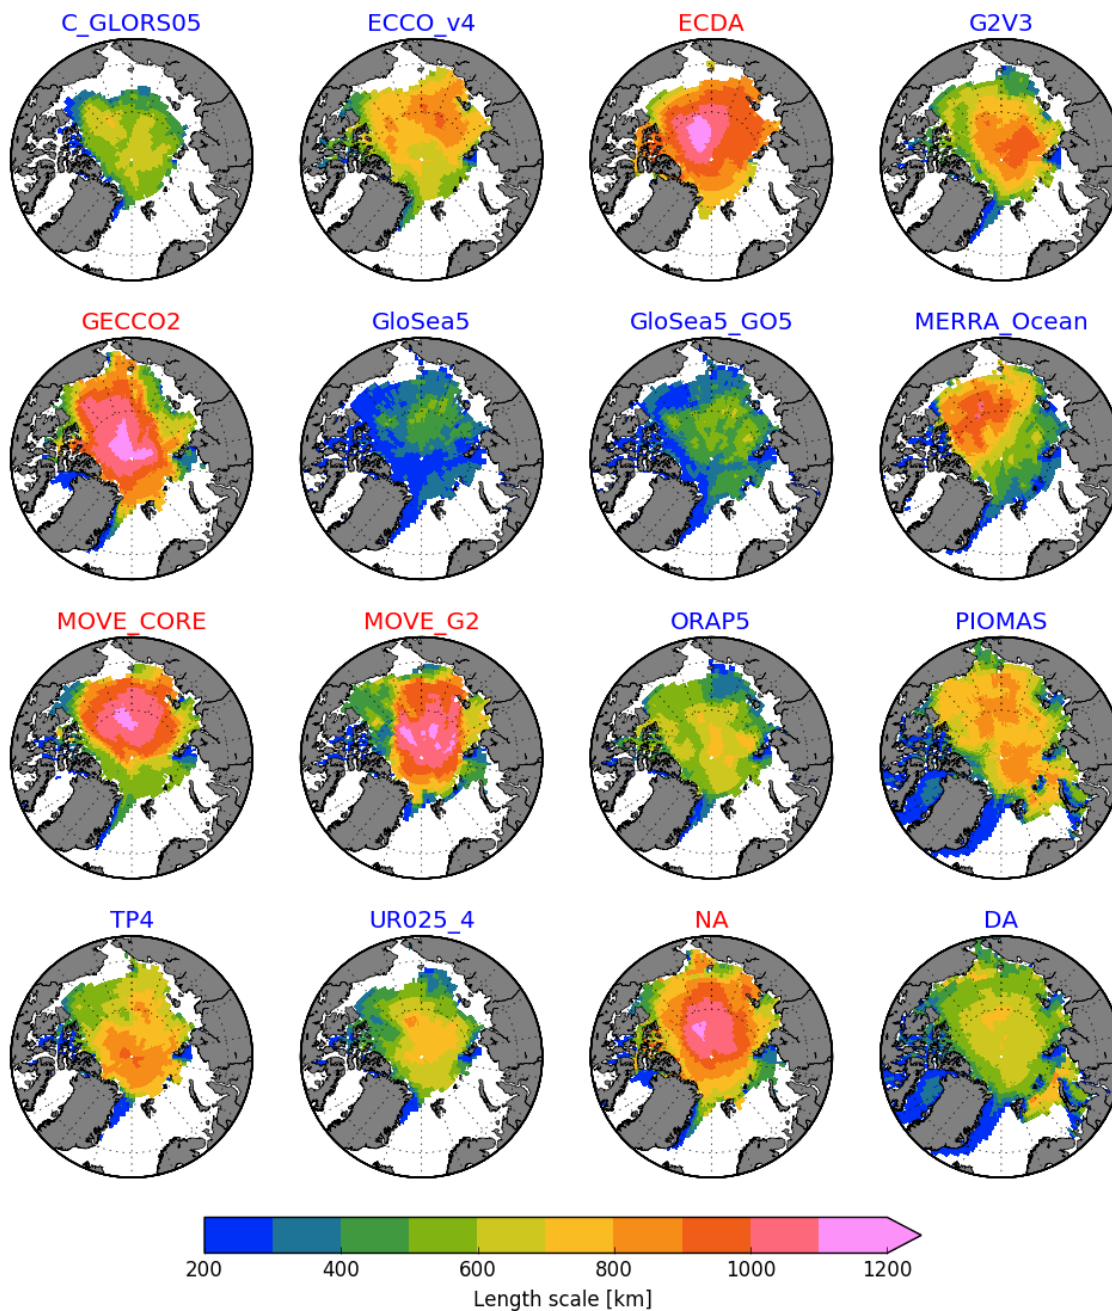 C_GLORS05 ECCO_v4 ECDA G2V3
GECCO2 GloSea5 GloSea5_GO5 MERRA_Ocean
MOVE_CORE MOVE_G2 ORAP5 PIOMAS
TP4 UR025_4 NA DA
200 400 600 800 1000 1200
Length scale [km]